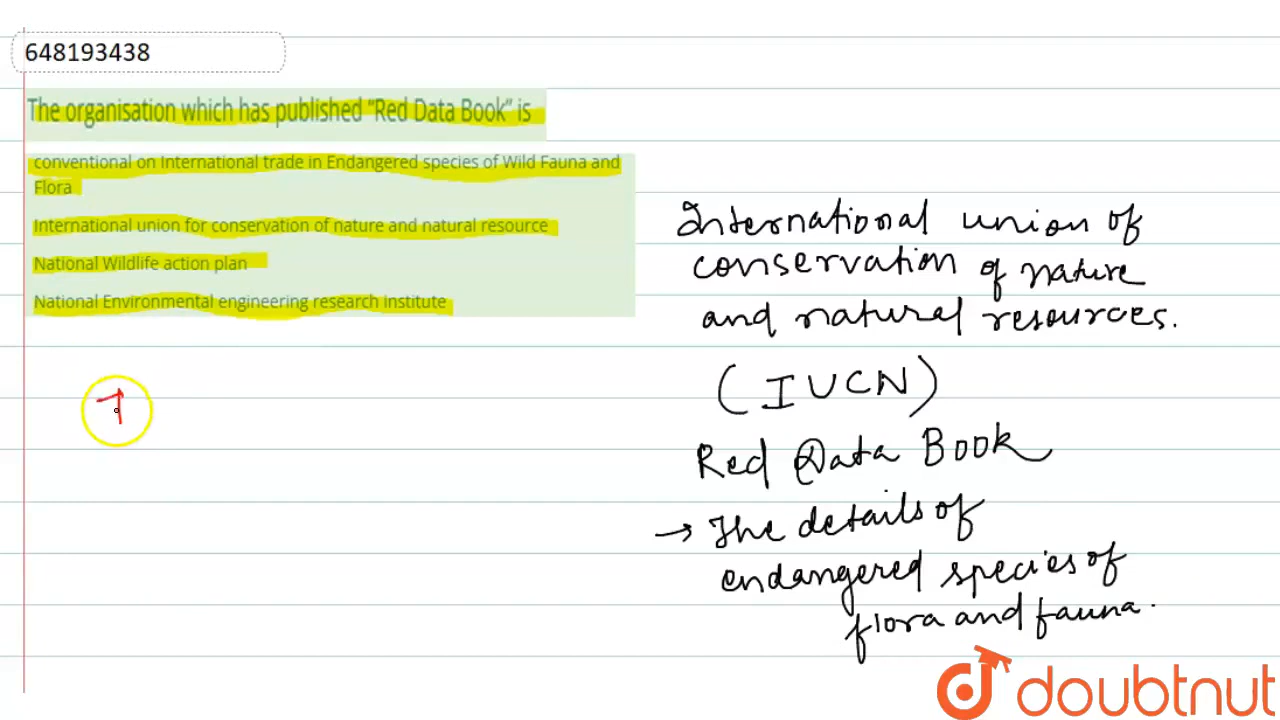 648193438
The organisation which has published “Red Data Book” is
conventional on International trade in Endangered species of Wild Fauna and
Flora
International union for conservation of nature and natural resource
National Wildlife action plan
National Environmental engineering research institute
International union of
conservation of nature
and natural resources.
(IUCN)
Red Data Book
→ The details of
endangered species of
flora and fauna.
doubtnut